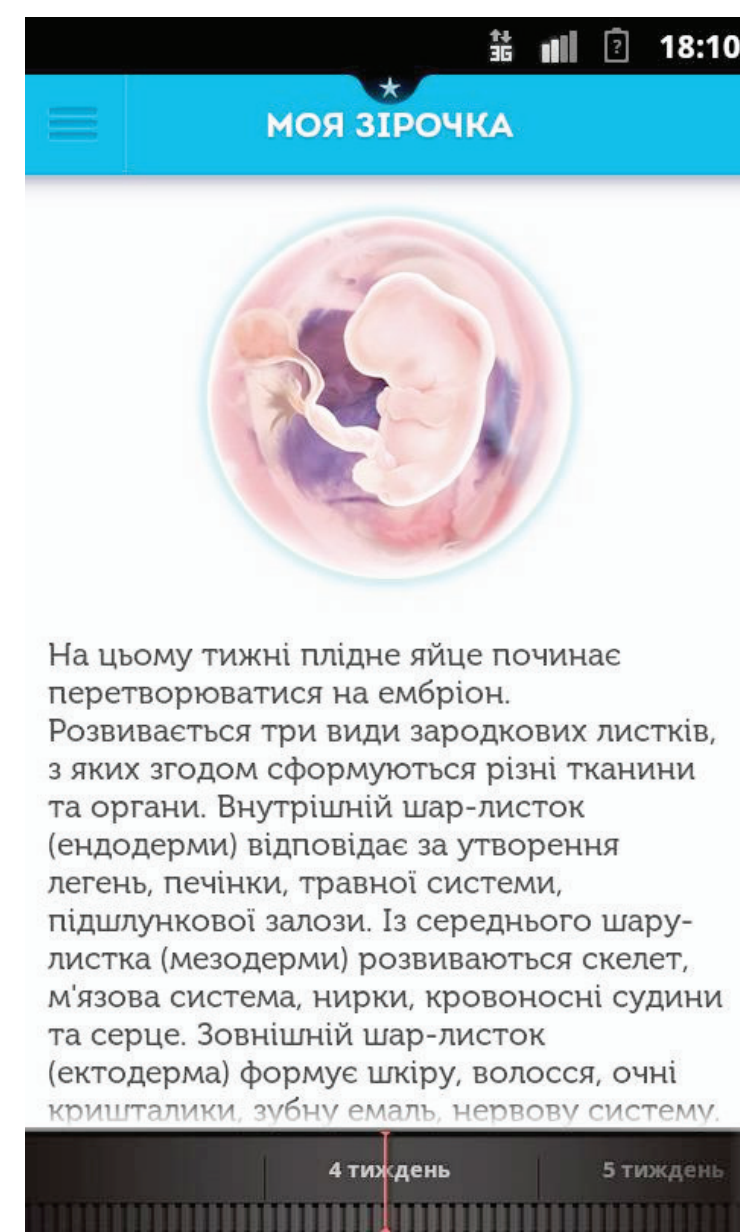 3G 18:10
МОЯ ЗІРОЧКА
На цьому тижні плідне яйце починає
перетворюватися на ембріон.
Розвивається три види зародкових листків,
з яких згодом сформуються різні тканини
та органи. Внутрішній шар-листок
(ендодерми) відповідає за утворення
легень, печінки, травної системи,
підшлункової залози. Із середнього шару-
листка (мезодерми) розвиваються скелет,
м'язова система, нирки, кровоносні судини
та серце. Зовнішній шар-листок
(ектодерма) формує шкіру, волосся, очні
кришталики, зубну емаль, нервову систему.
4 тиждень 5 тиждень